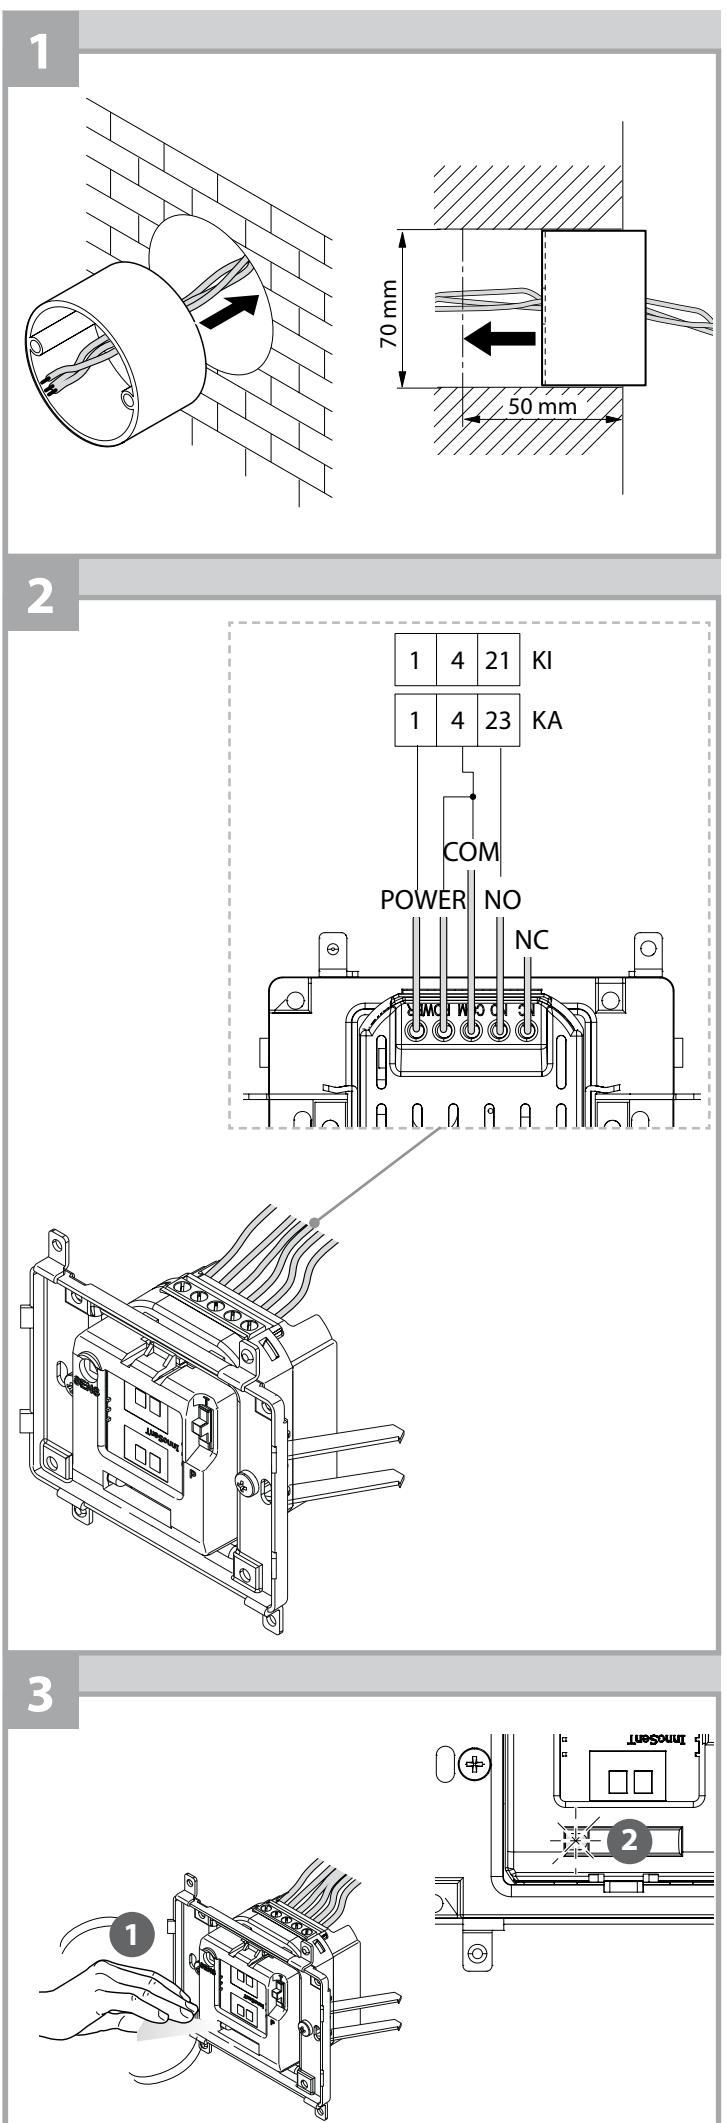 1
70 mm
50 mm
2
1 4 21 KI
1 4 23 KA
COM
POWER NO
NC
POWER COM NO NC
SENS
InnoSenT
3
InnoSenT
2
1